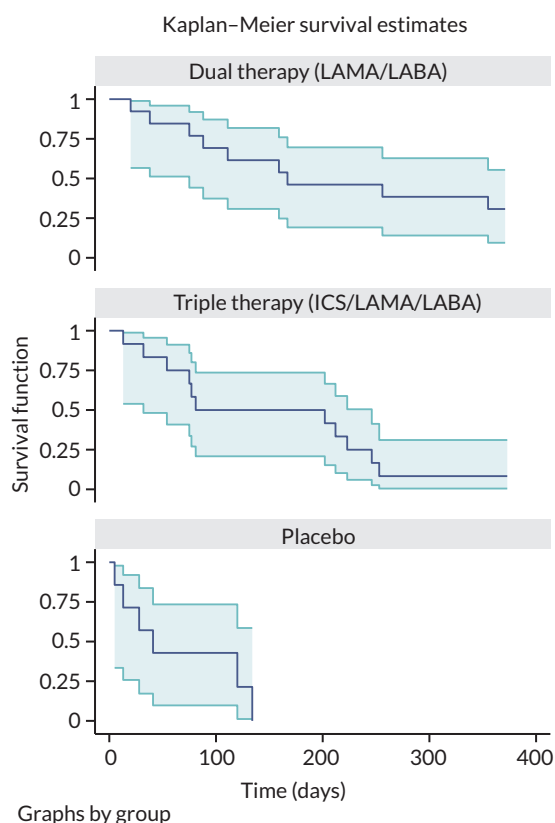 Kaplan–Meier survival estimates
Dual therapy (LAMA/LABA)
1
0.75
0.5
0.25
0
Triple therapy (ICS/LAMA/LABA)
1
0.75
0.5
0.25
0
Survival function
Placebo
1
0.75
0.5
0.25
0
0 100 200 300 400
Time (days)
Graphs by group